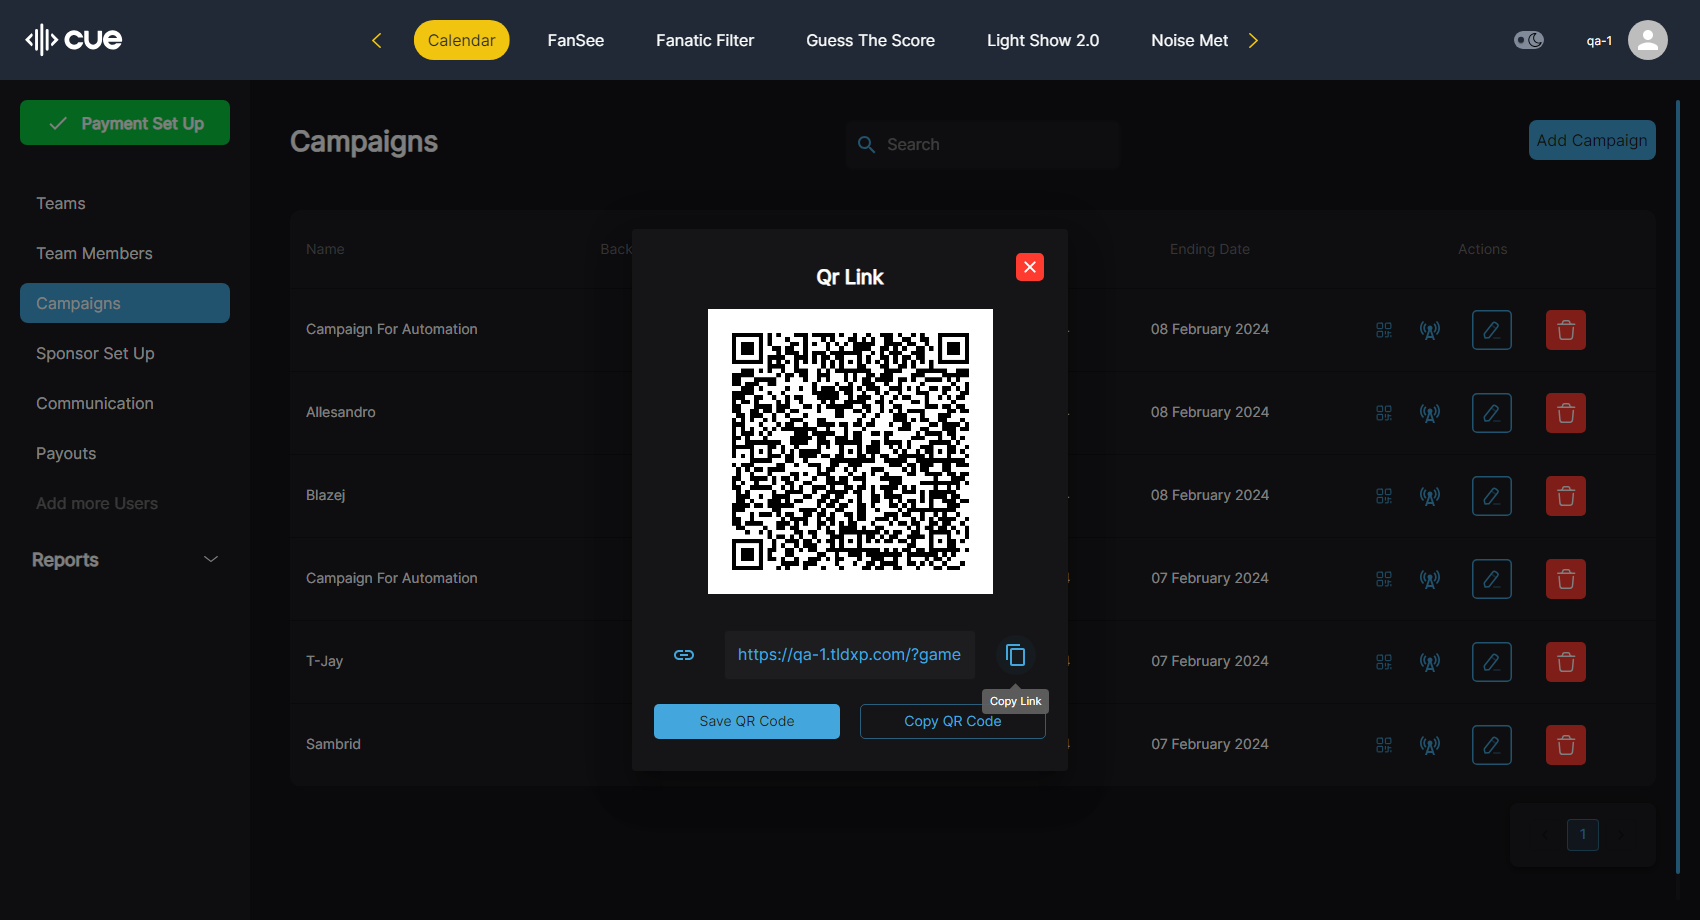 cue
Calendar
FanSee
Fanatic Filter
Guess The Score
Light Show 2.0
Noise Met
qa-1
Payment Set Up
Teams
Team Members
Campaigns
Sponsor Set Up
Communication
Payouts
Add more Users
Reports
Campaigns
Search
Add Campaign
Name
Back
Ending Date
Actions
Campaign For Automation
08 February 2024
Allesandro
08 February 2024
Blazej
08 February 2024
Campaign For Automation
07 February 2024
T-Jay
07 February 2024
Sambrid
07 February 2024
1
Qr Link
https://qa-1.tldxp.com/?game
Copy Link
Save QR Code
Copy QR Code